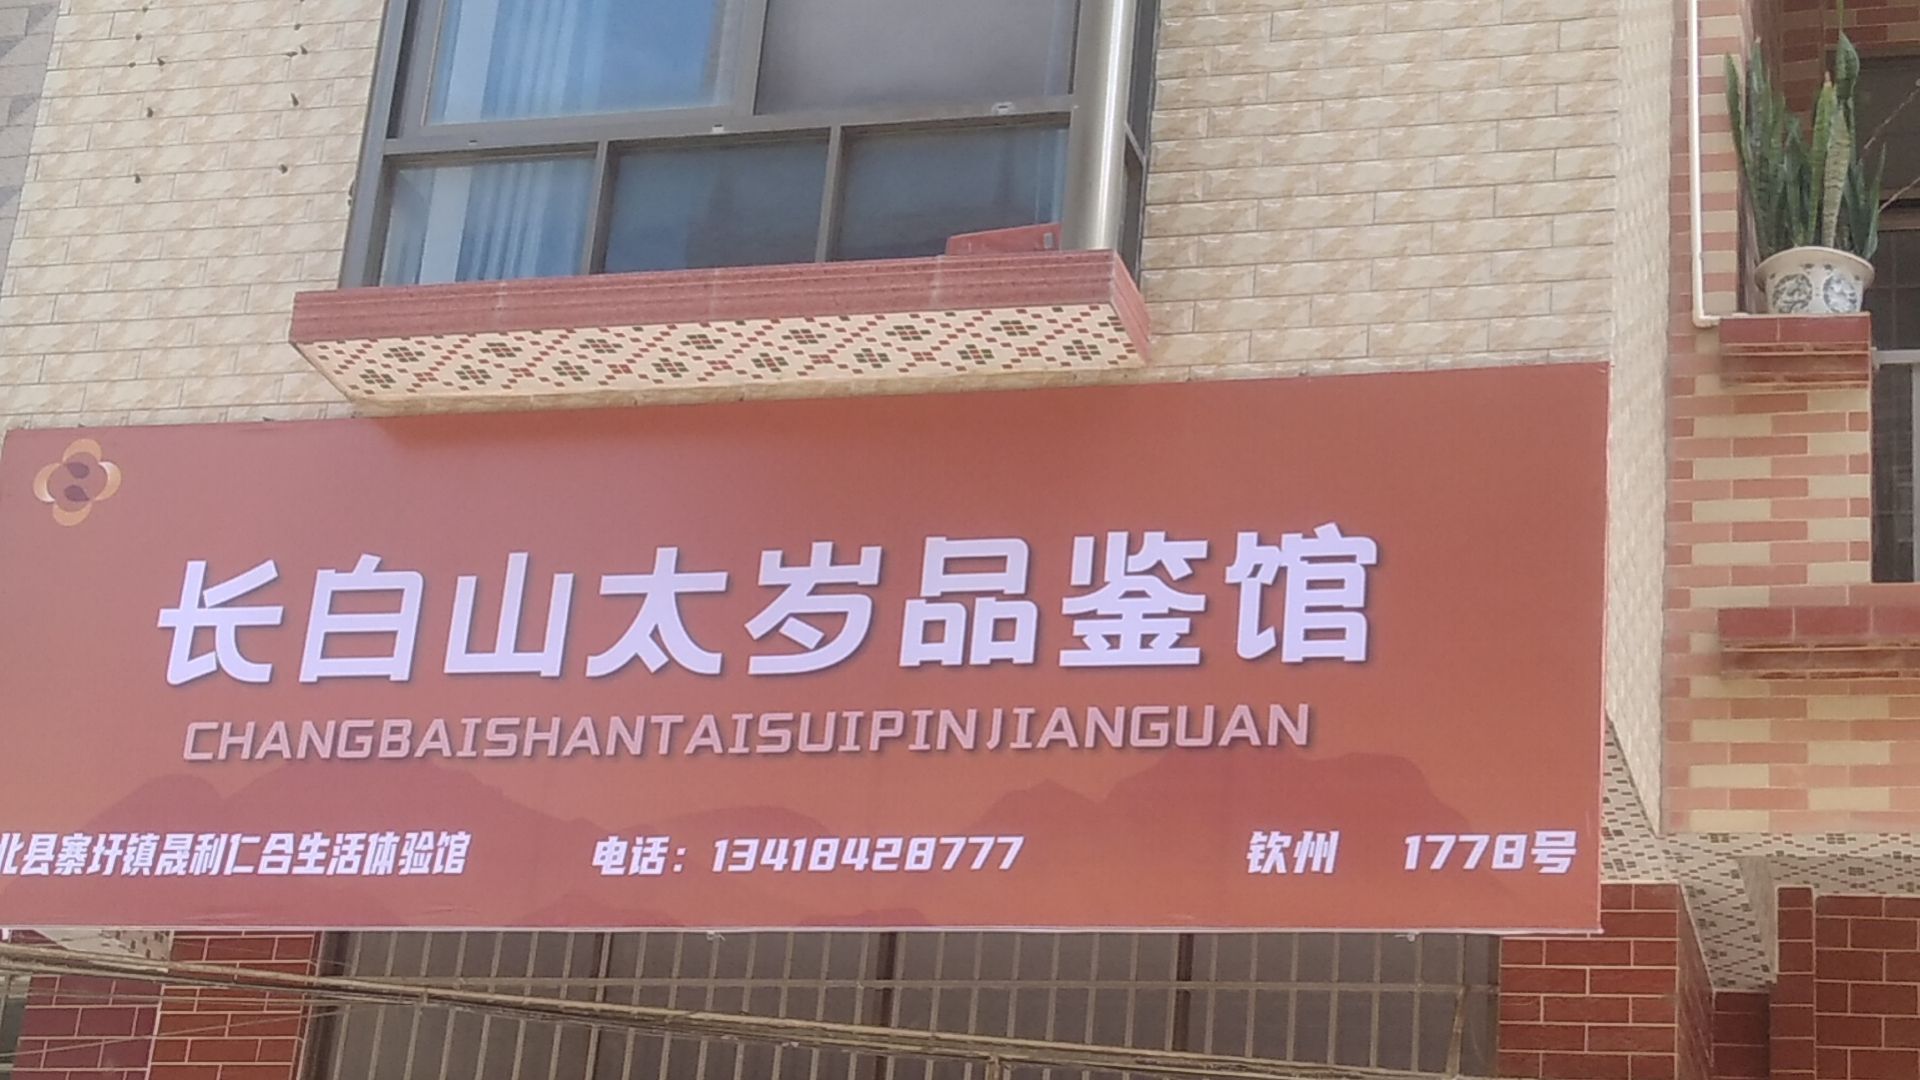 长白山太岁品鉴馆
CHANGBAISHANTAISUIPINJIANGUAN
北县寨圩镇晟利仁合生活体验馆 电话：13418428777 钦州 1778号